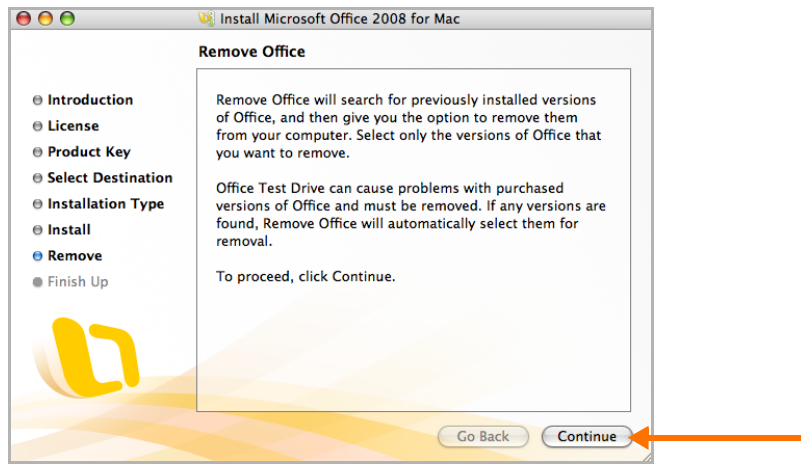 Install Microsoft Office 2008 for Mac
Remove Office
Introduction
License
Product Key
Select Destination
Installation Type
Install
Remove
Finish Up
Remove Office will search for previously installed versions
of Office, and then give you the option to remove them
from your computer. Select only the versions of Office that
you want to remove.
Office Test Drive can cause problems with purchased
versions of Office and must be removed. If any versions are
found, Remove Office will automatically select them for
removal.
To proceed, click Continue.
Go Back
Continue